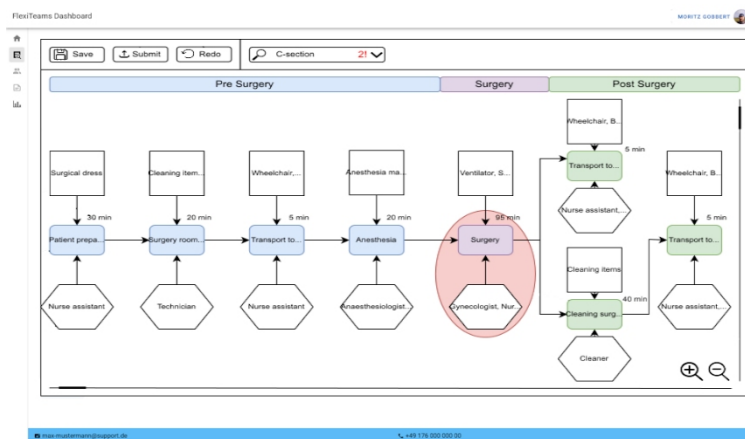 FlexiTeams Dashboard
MORITZ GOBBERT
Save
Submit
Redo
C-section
2!
Pre Surgery
Surgery
Post Surgery
Wheelchair, B...
5 min
Surgical dress
Cleaning item...
Wheelchair,...
Anesthesia ma...
Ventilator, S...
Transport to...
Wheelchair, B...
30 min
20 min
5 min
20 min
95 min
Nurse assistant,...
5 min
Patient prepa...
Surgery room...
Transport to...
Anesthesia
Surgery
Transport to...
Cleaning items
Nurse assistant
Technician
Nurse assistant
Anaesthesiologist...
Gynecologist, Nur...
40 min
Cleaning surg...
Nurse assistant,...
Cleaner
max-mustermann@support.de
+49 176 000 000 00